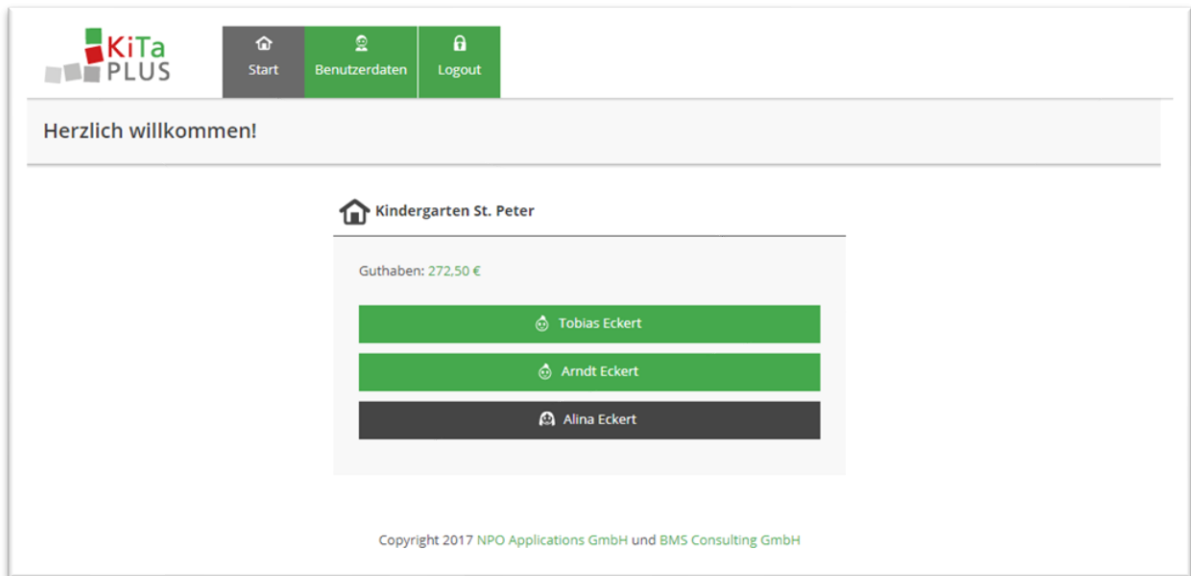 KiTa
PLUS
Start
Benutzerdaten
Logout
Herzlich willkommen!
Kindergarten St. Peter
Guthaben: 272,50 €
Tobias Eckert
Arndt Eckert
Alina Eckert
Copyright 2017 NPO Applications GmbH und BMS Consulting GmbH